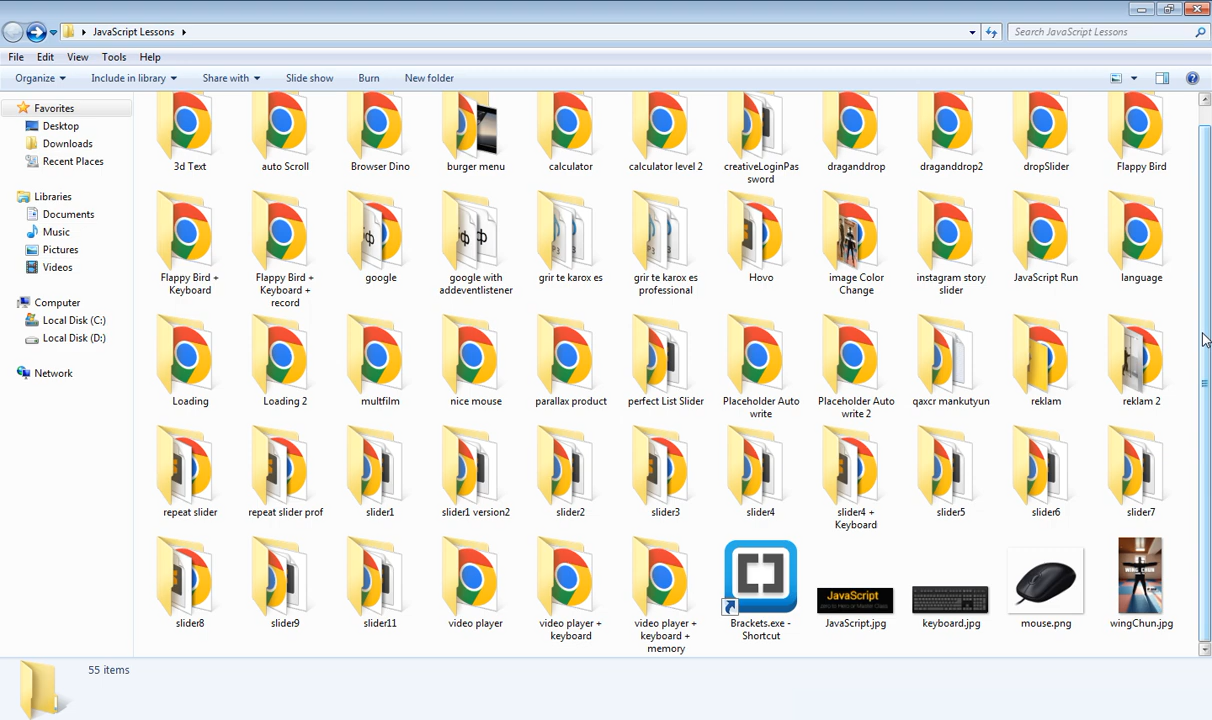 JavaScript Lessons
Search JavaScript Lessons
File Edit View Tools Help
Organize Include in library Share with Slide show Burn New folder
Favorites
Desktop
Downloads
Recent Places
Libraries
Documents
Music
Pictures
Videos
Computer
Local Disk (C:)
Local Disk (D:)
Network
3d Text
auto Scroll
Browser Dino
burger menu
calculator
calculator level 2
creativeLoginPas
sword
draganddrop
draganddrop2
dropSlider
Flappy Bird
Flappy Bird +
Keyboard
Flappy Bird +
Keyboard +
record
google
google with
addeventlistener
grir te karox es
grir te karox es
professional
Hovo
image Color
Change
instagram story
slider
JavaScript Run
language
Loading
Loading 2
multfilm
nice mouse
parallax product
perfect List Slider
Placeholder Auto
write
Placeholder Auto
write 2
qaxcr mankutyun
reklam
reklam 2
repeat slider
repeat slider prof
slider1
slider1 version2
slider2
slider3
slider4
slider4 +
Keyboard
slider5
slider6
slider7
slider8
slider9
slider11
video player
video player +
keyboard
video player +
keyboard +
memory
Brackets.exe -
Shortcut
JavaScript
JavaScript.jpg
keyboard.jpg
mouse.png
WING CHUN
wingChun.jpg
55 items